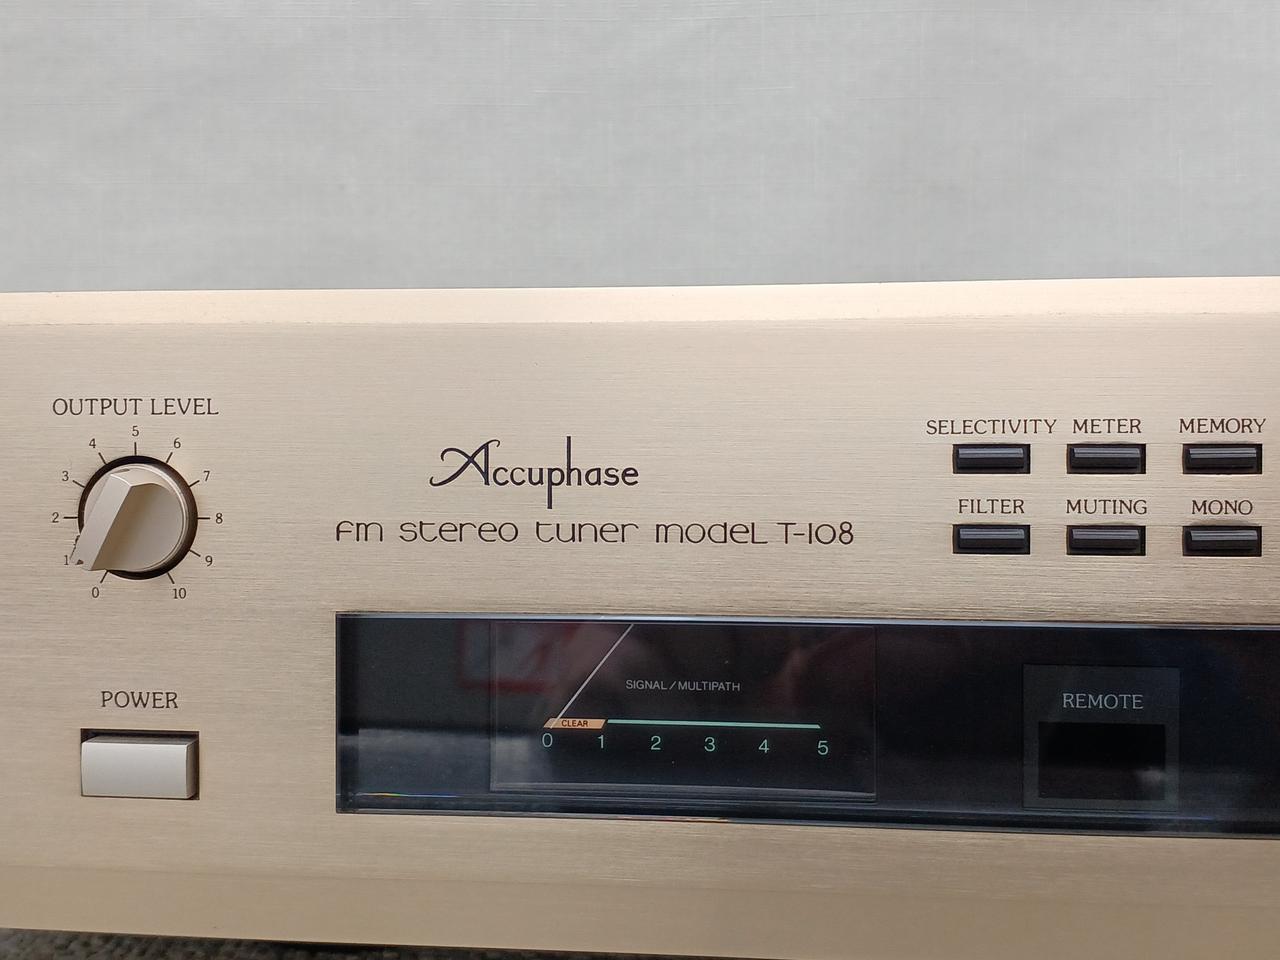 OUTPUT LEVEL
0 1 2 3 4 5 6 7 8 9 10
POWER
Accuphase
fm stereo tuner model T-108
SELECTIVITY METER MEMORY
FILTER MUTING MONO
SIGNAL/MULTIPATH
CLEAR
0 1 2 3 4 5
REMOTE